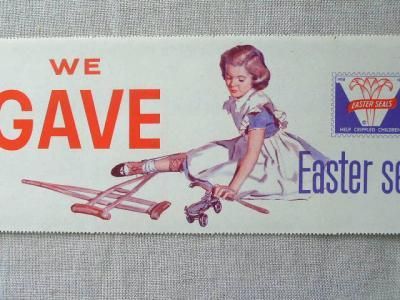 WE
GAVE
EASTER SEALS
HELP CRIPPLED CHILDREN
Easter se